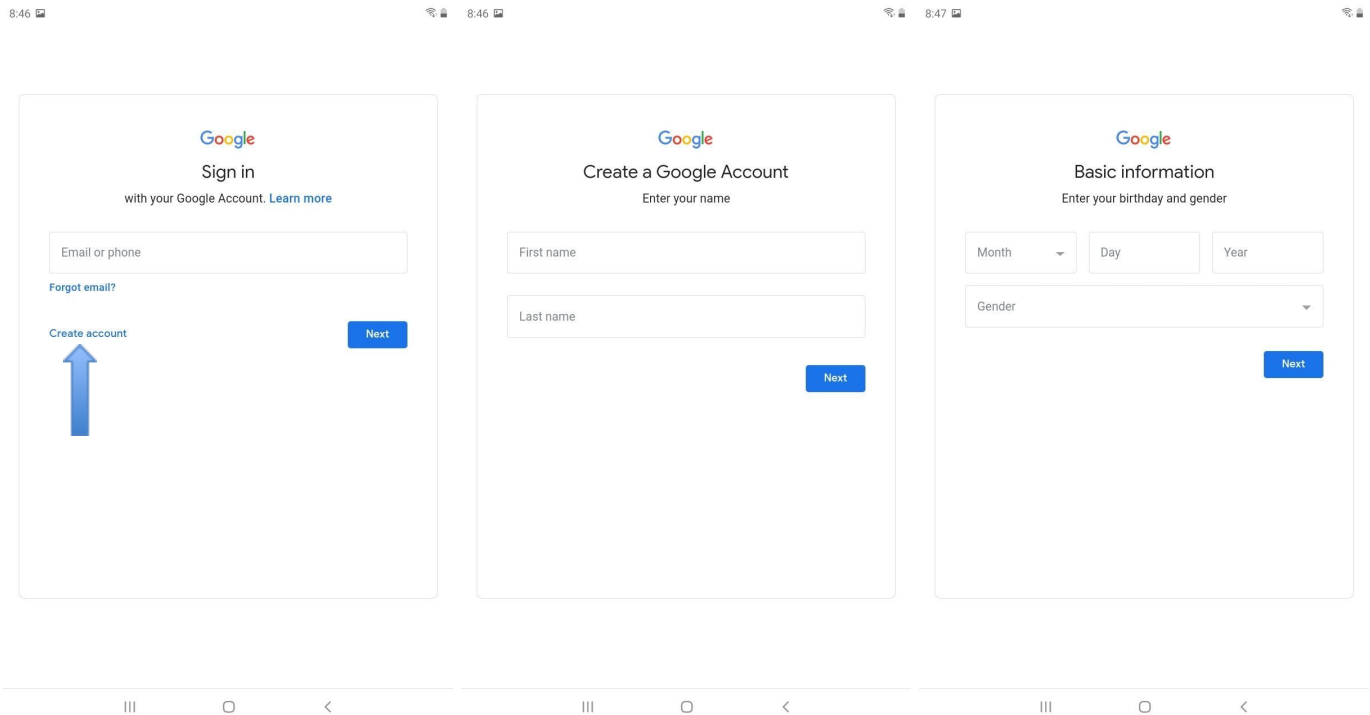 8:46
Google
Sign in
with your Google Account. Learn more
Email or phone
Forgot email?
Create account
Next
8:46
Google
Create a Google Account
Enter your name
First name
Last name
Next
8:47
Google
Basic information
Enter your birthday and gender
Month Day Year
Gender
Next